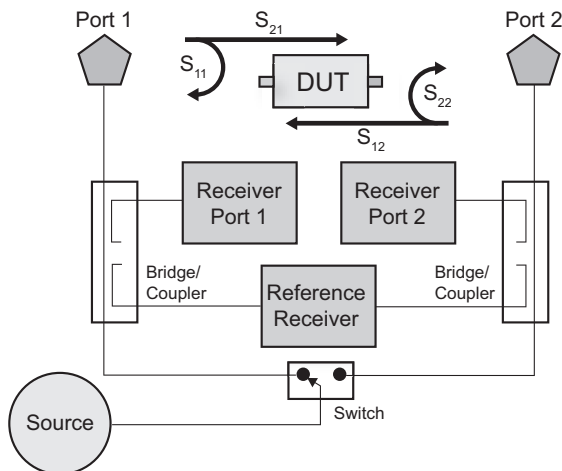 Port 1
Port 2
S21
S11
DUT
S22
S12
Receiver
Port 1
Receiver
Port 2
Bridge/
Coupler
Reference
Receiver
Bridge/
Coupler
Switch
Source